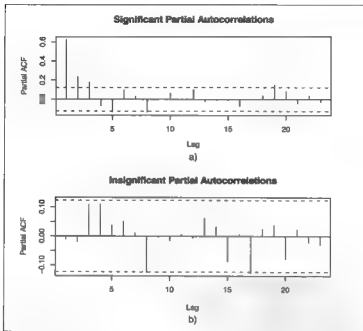 Significant Partial Autocorrelations
Partial ACF
0.6
0.4
0.2
5 10 15 20
Lag
a)
Insignificant Partial Autocorrelations
Partial ACF
0.10
0.00
-0.10
5 10 15 20
Lag
b)